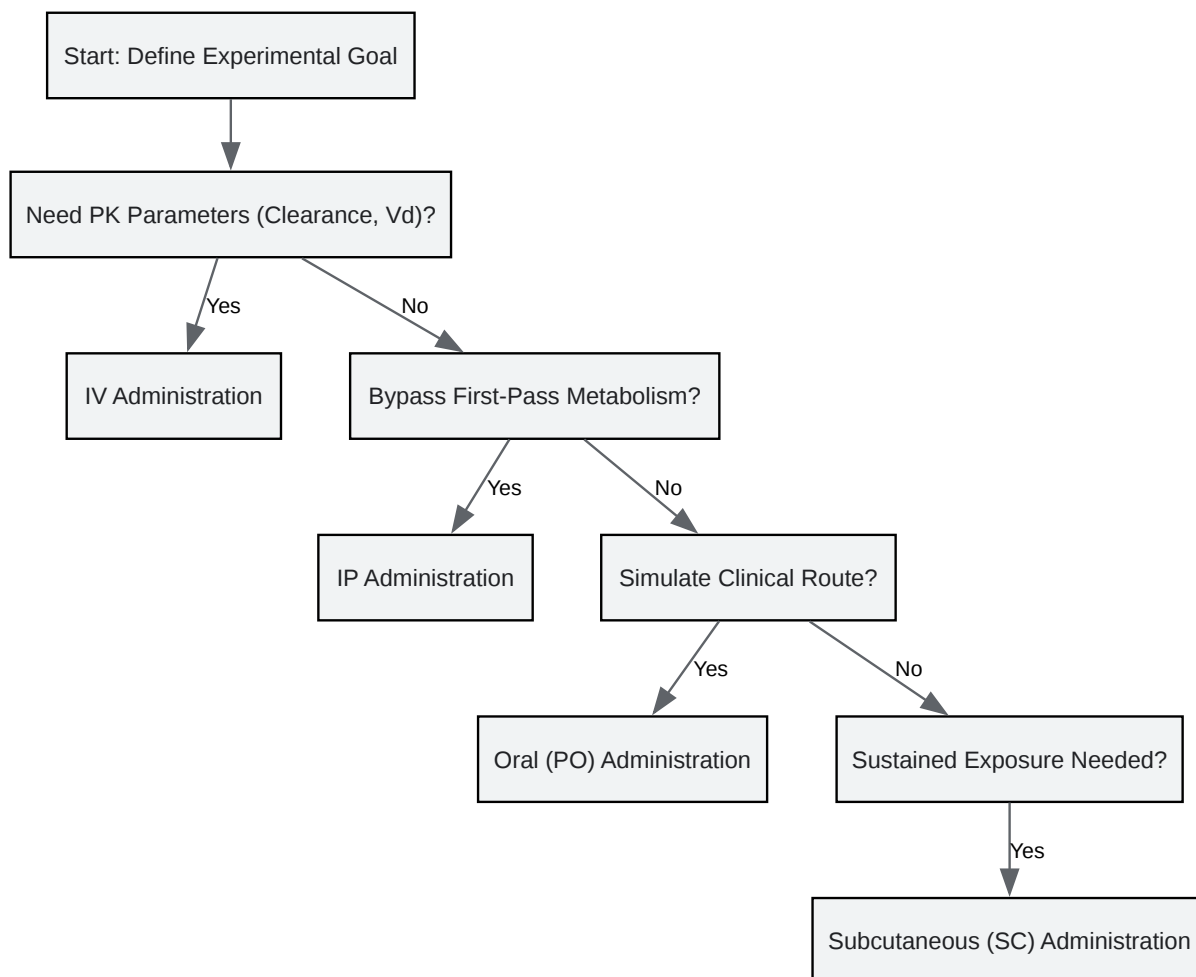 Start: Define Experimental Goal
Need PK Parameters (Clearance, Vd)?
Yes
No
IV Administration
Bypass First-Pass Metabolism?
Yes
No
IP Administration
Simulate Clinical Route?
Yes
No
Oral (PO) Administration
Sustained Exposure Needed?
Yes
Subcutaneous (SC) Administration